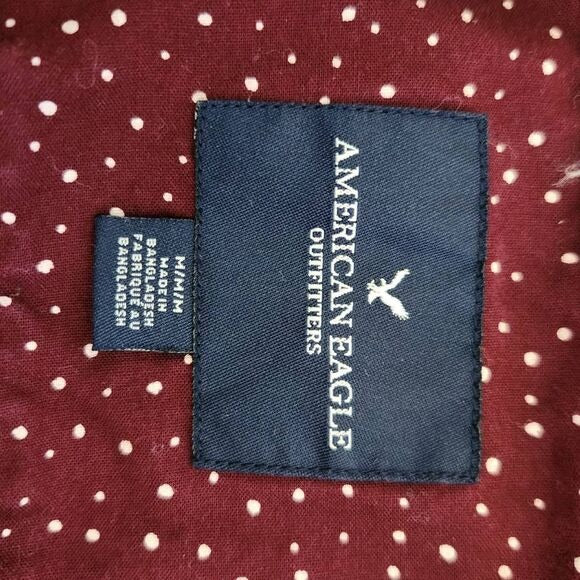 AMERICAN EAGLE
OUTFITTERS
M/M/M
MADE IN
BANGLADESH
FABRIQUÉ AU
BANGLADESH